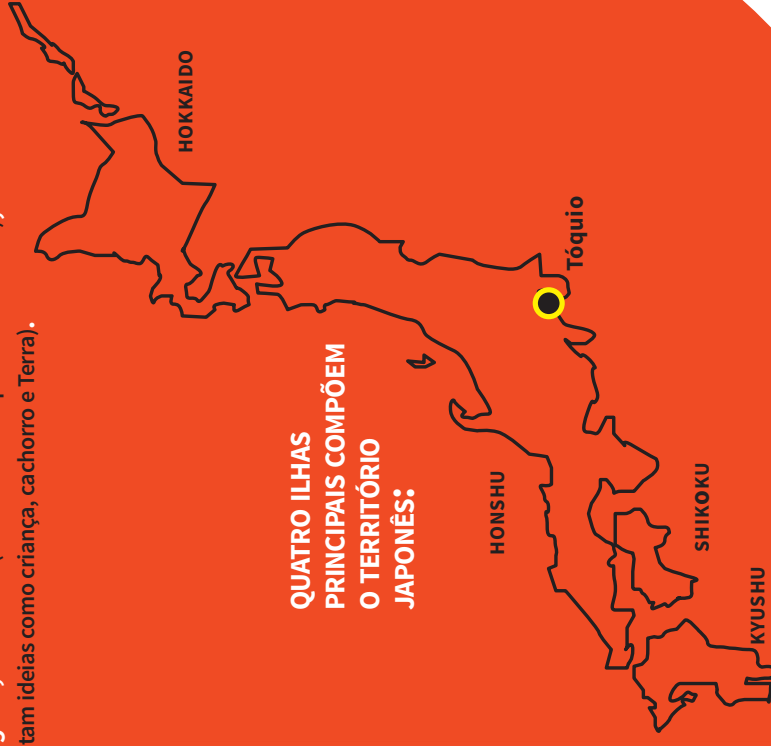 tam ideias como criança, cachorro e Terra).
QUATRO ILHAS
PRINCIPAIS COMPÕEM
O TERRITÓRIO
JAPONÊS:
HOKKAIDO
HONSHU
Tóquio
SHIKOKU
KYUSHU